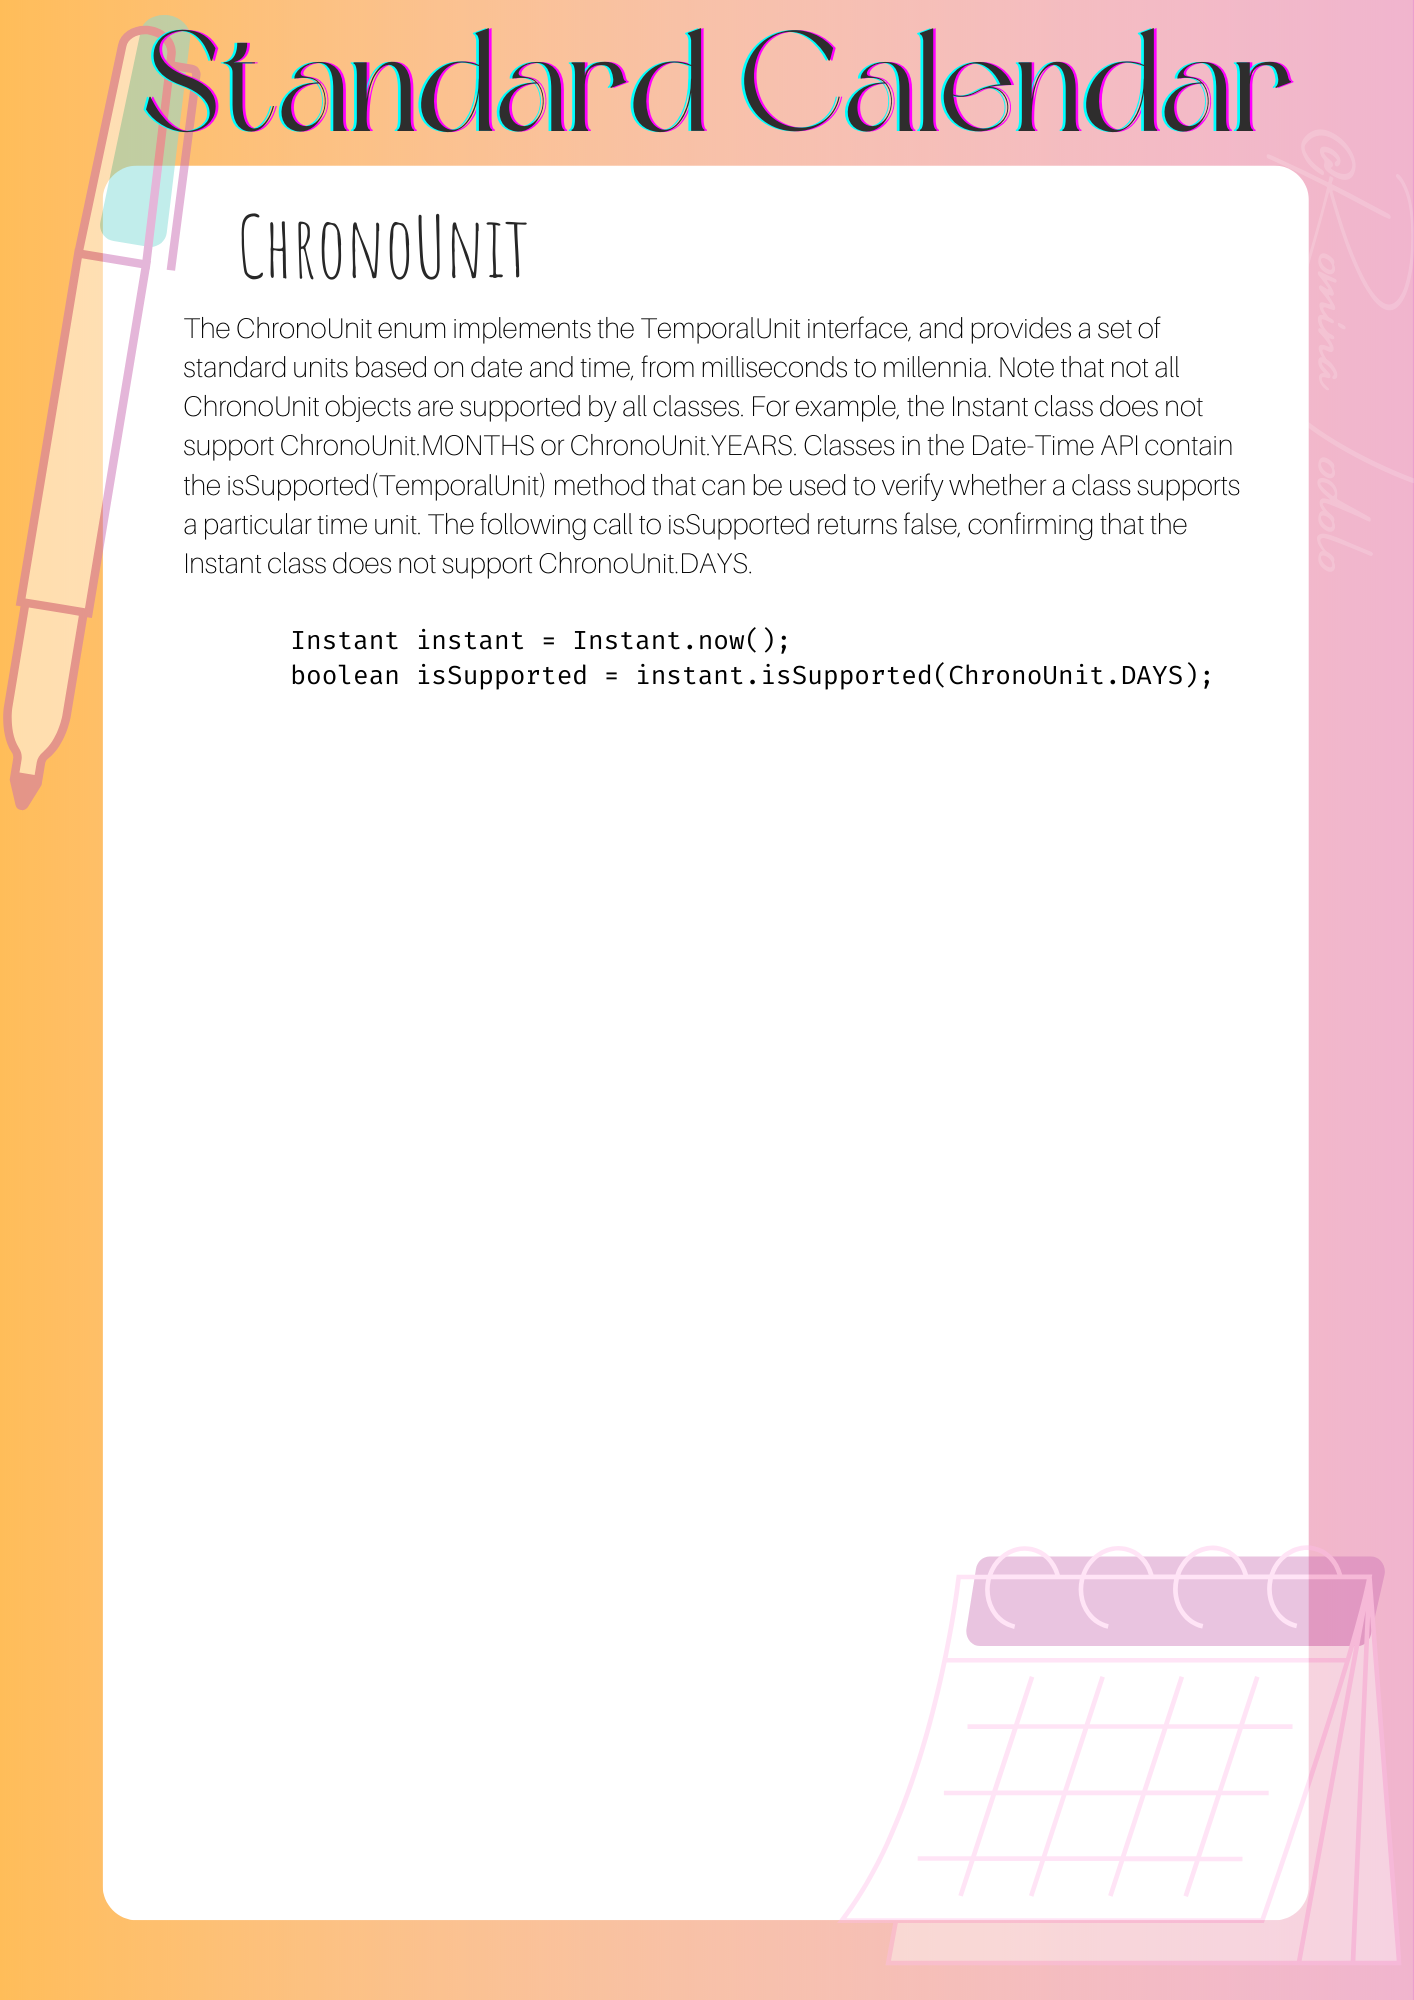 Standard Calendar
@Romina Iodolo
ChronoUnit
The ChronoUnit enum implements the TemporalUnit interface, and provides a set of
standard units based on date and time, from milliseconds to millennia. Note that not all
ChronoUnit objects are supported by all classes. For example, the Instant class does not
support ChronoUnit.MONTHS or ChronoUnit.YEARS. Classes in the Date-Time API contain
the isSupported(TemporalUnit) method that can be used to verify whether a class supports
a particular time unit. The following call to isSupported returns false, confirming that the
Instant class does not support ChronoUnit.DAYS.
Instant instant = Instant.now();
boolean isSupported = instant.isSupported(ChronoUnit.DAYS);